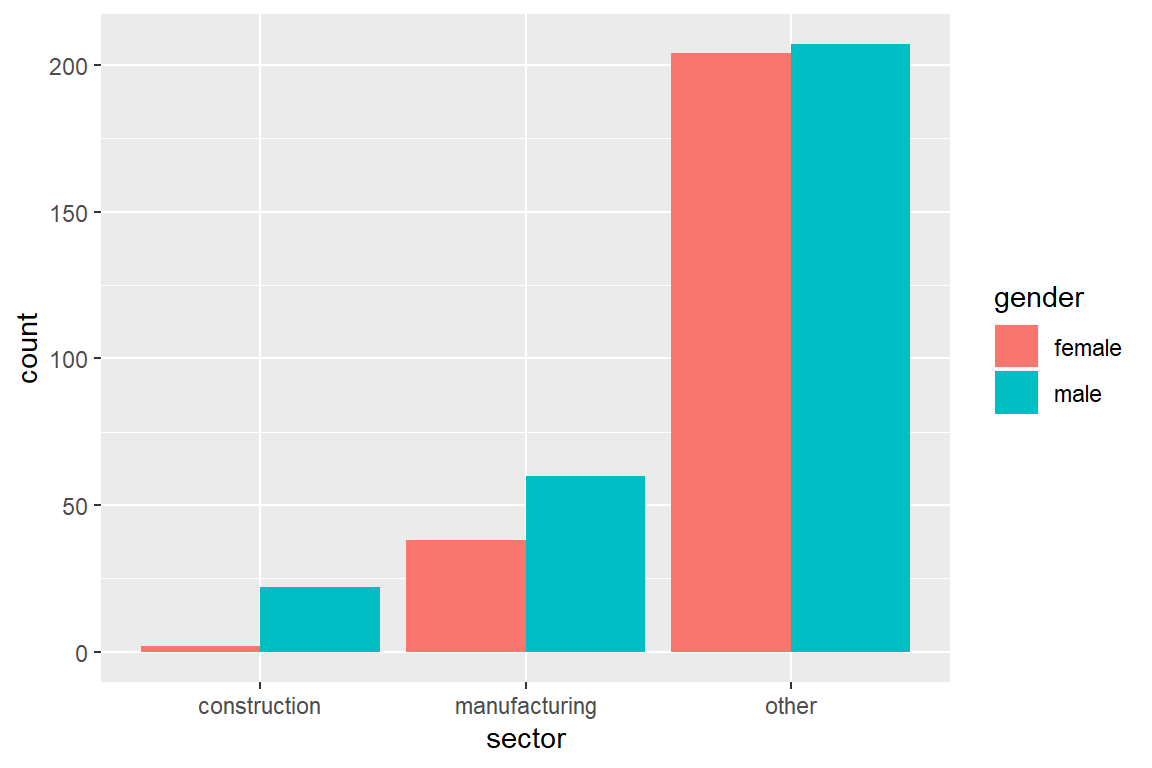 200
150
100
50
0
count
construction
manufacturing
other
sector
gender
female
male